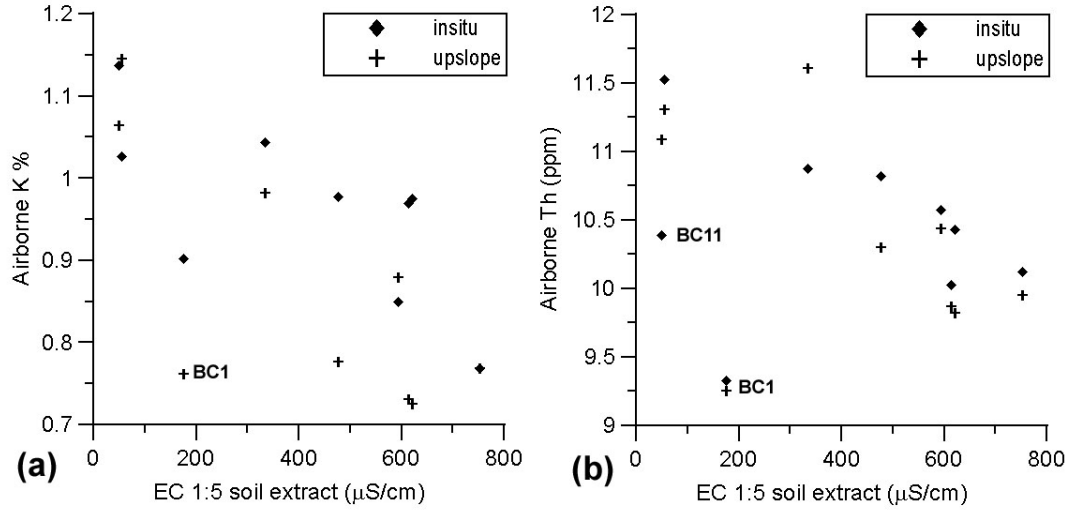 1.2
1.1
1
0.9
0.8
0.7
Airborne K %
0 200 400 600 800
EC 1:5 soil extract (μS/cm)
insitu
upslope
BC1
(a)
12
11.5
11
10.5
10
9.5
9
Airborne Th (ppm)
0 200 400 600 800
EC 1:5 soil extract (μS/cm)
insitu
upslope
BC11
BC1
(b)